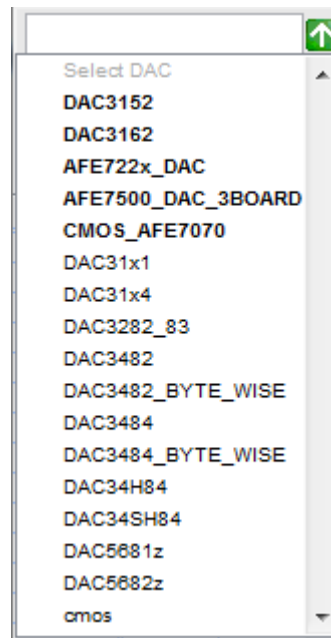 Select DAC
DAC3152
DAC3162
AFE722x_DAC
AFE7500_DAC_3BOARD
CMOS_AFE7070
DAC31x1
DAC31x4
DAC3282_83
DAC3482
DAC3482_BYTE_WISE
DAC3484
DAC3484_BYTE_WISE
DAC34H84
DAC34SH84
DAC5681z
DAC5682z
cmos